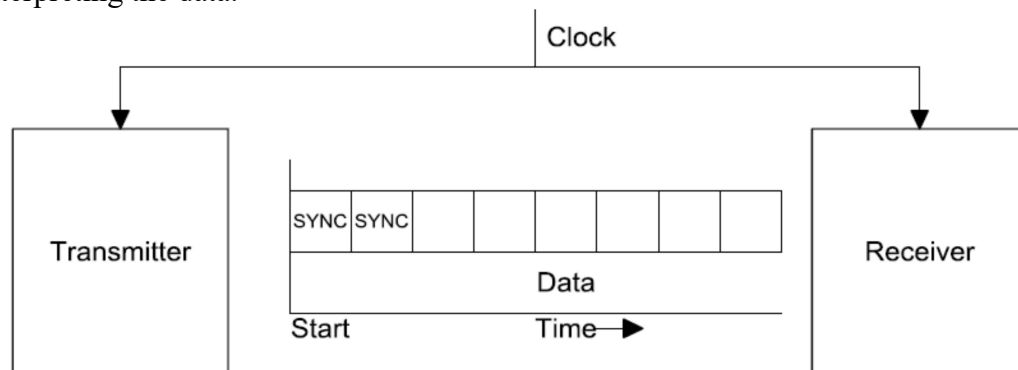 Clock
SYNC SYNC
Transmitter
Receiver
Data
Start Time